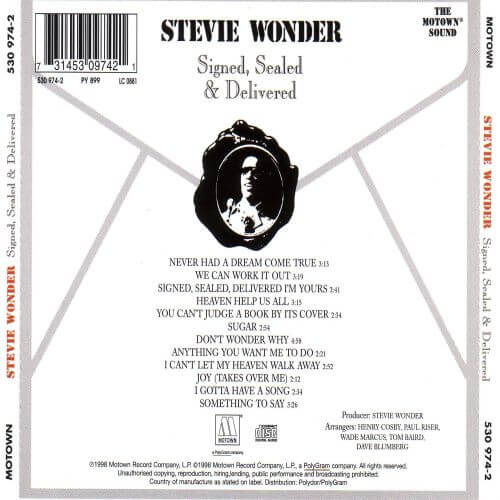 STEVIE WONDER
Signed, Sealed
& Delivered
THE
MOTOWN®
SOUND
7 31453 09742 1
530 974-2 PY 899 LC 0881
NEVER HAD A DREAM COME TRUE 3:13
WE CAN WORK IT OUT 3:19
SIGNED, SEALED, DELIVERED I'M YOURS 2:41
HEAVEN HELP US ALL 3:15
YOU CAN'T JUDGE A BOOK BY ITS COVER 2:34
SUGAR 2:54
DON'T WONDER WHY 4:58
ANYTHING YOU WANT ME TO DO 2:21
I CAN'T LET MY HEAVEN WALK AWAY 2:52
JOY (TAKES OVER ME) 2:12
I GOTTA HAVE A SONG 2:34
SOMETHING TO SAY 3:26
M
MOTOWN
a PolyGram company
COMPACT
disc
DIGITAL AUDIO
Producer: STEVIE WONDER
Arrangers: HENRY COSBY, PAUL RISER,
WADE MARCUS, TOM BAIRD,
DAVE BLUMBERG
℗1998 Motown Record Company, L.P. ©1998 Motown Record Company, L.P., a PolyGram company. All rights reserved.
Unauthorised copying, reproduction, hiring, lending, public performance and broadcasting prohibited.
Country of manufacture as stated on label. Distribution: Polydor/PolyGram
MOTOWN
STEVIE WONDER Signed, Sealed & Delivered
530 974-2
MOTOWN
STEVIE WONDER Signed, Sealed & Delivered
530 974-2